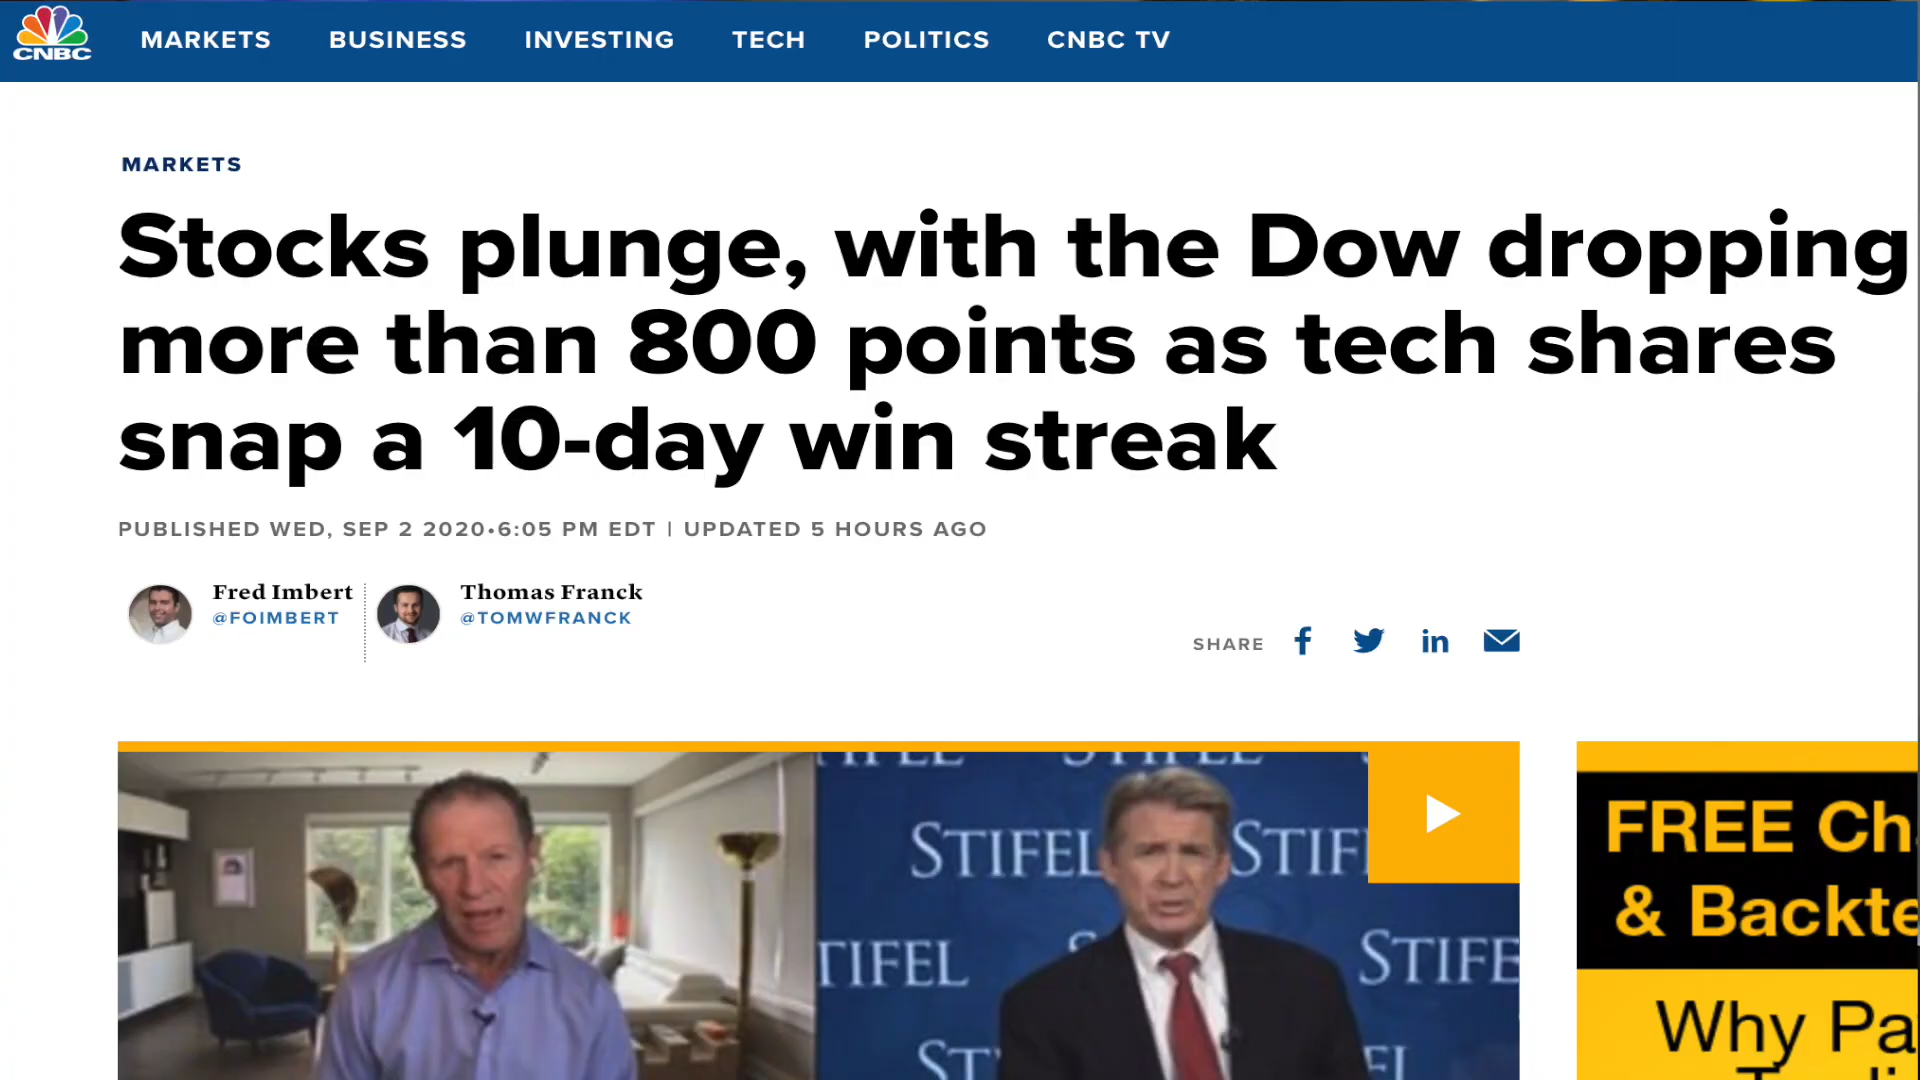 CNBC
MARKETS BUSINESS INVESTING TECH POLITICS CNBC TV
MARKETS
Stocks plunge, with the Dow dropping
more than 800 points as tech shares
snap a 10-day win streak
PUBLISHED WED, SEP 2 2020•6:05 PM EDT | UPDATED 5 HOURS AGO
Fred Imbert
@FOIMBERT
Thomas Franck
@TOMWFRANCK
SHARE
STIFEL STIF
TIFEL STIFE
FREE Ch
& Backte
Why Pa